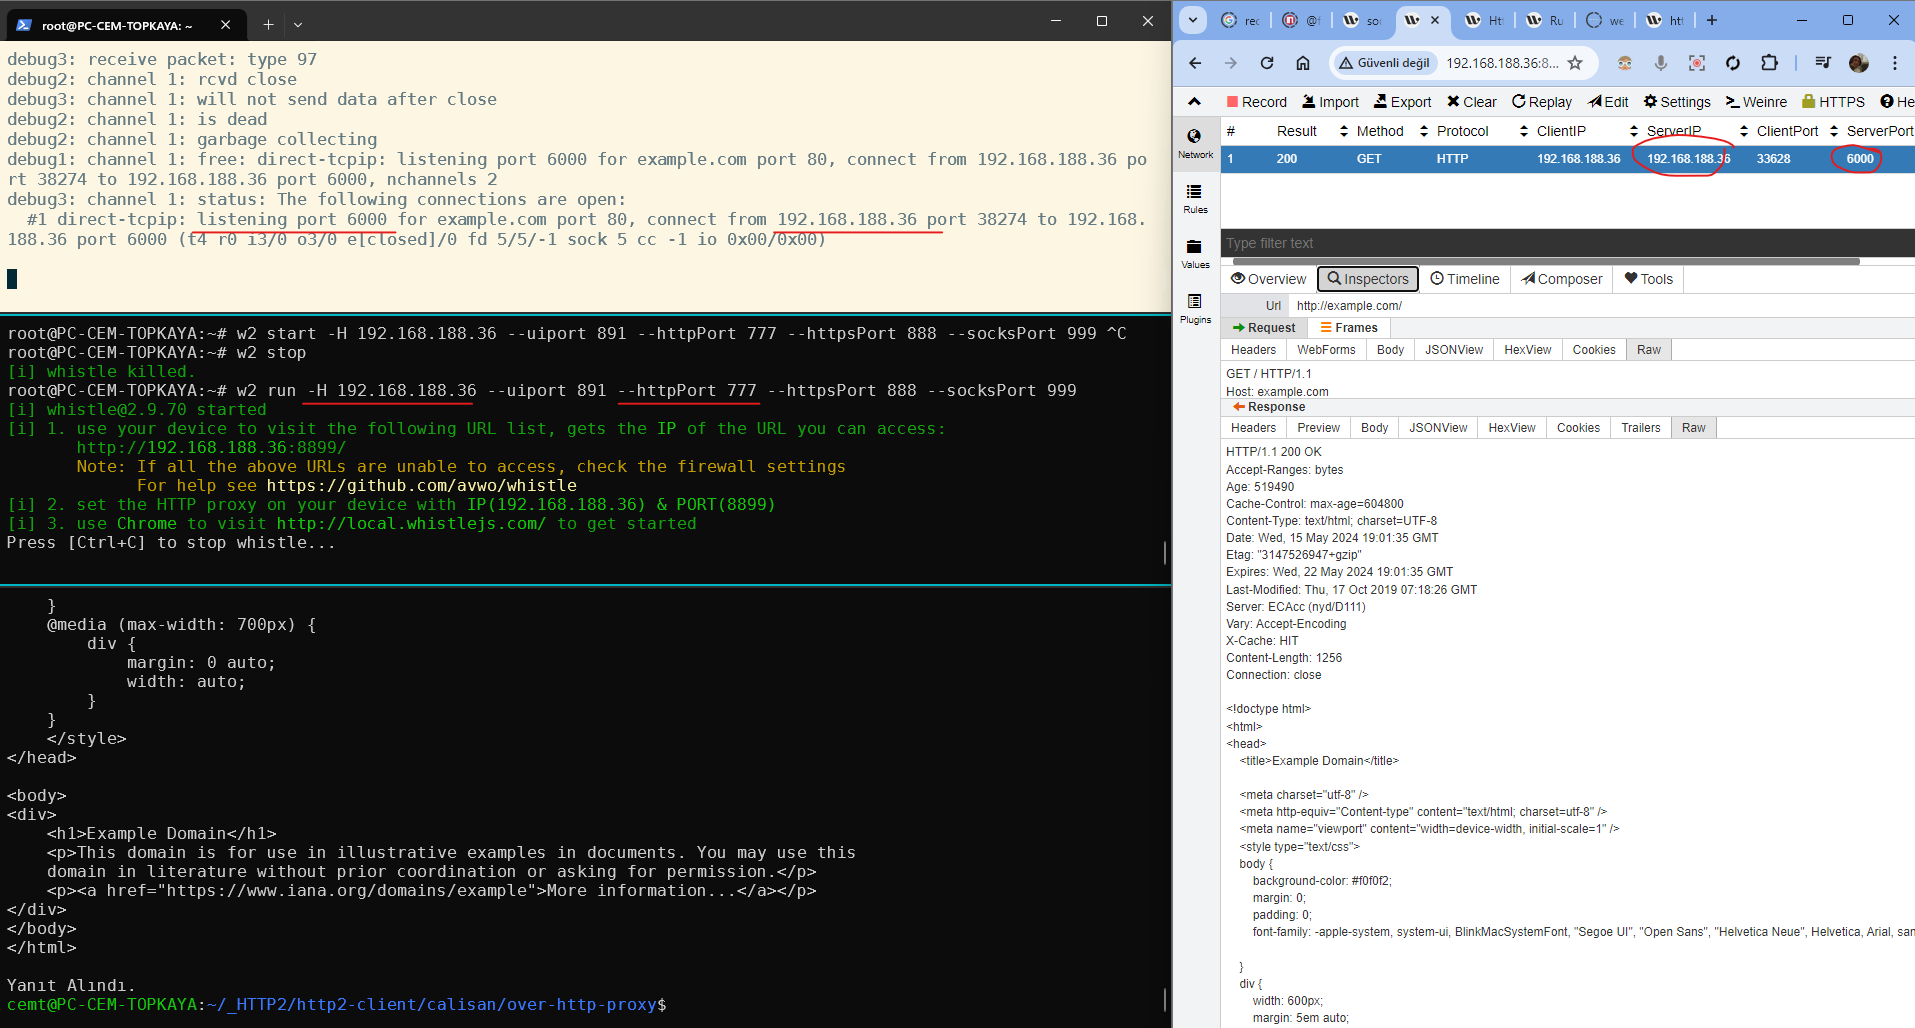 root@PC-CEM-TOPKAYA: ~
debug3: receive packet: type 97
debug2: channel 1: rcvd close
debug3: channel 1: will not send data after close
debug2: channel 1: is dead
debug2: channel 1: garbage collecting
debug1: channel 1: free: direct-tcpip: listening port 6000 for example.com port 80, connect from 192.168.188.36 po
rt 38274 to 192.168.188.36 port 6000, nchannels 2
debug3: channel 1: status: The following connections are open:
  #1 direct-tcpip: listening port 6000 for example.com port 80, connect from 192.168.188.36 port 38274 to 192.168.
188.36 port 6000 (t4 r0 i3/0 o3/0 e[closed]/0 fd 5/5/-1 sock 5 cc -1 io 0x00/0x00)
root@PC-CEM-TOPKAYA:~# w2 start -H 192.168.188.36 --uiport 891 --httpPort 777 --httpsPort 888 --socksPort 999 ^C
root@PC-CEM-TOPKAYA:~# w2 stop
[i] whistle killed.
root@PC-CEM-TOPKAYA:~# w2 run -H 192.168.188.36 --uiport 891 --httpPort 777 --httpsPort 888 --socksPort 999
[i] whistle@2.9.70 started
[i] 1. use your device to visit the following URL list, gets the IP of the URL you can access:
       http://192.168.188.36:8899/
       Note: If all the above URLs are unable to access, check the firewall settings
             For help see https://github.com/avwo/whistle
[i] 2. set the HTTP proxy on your device with IP(192.168.188.36) & PORT(8899)
[i] 3. use Chrome to visit http://local.whistlejs.com/ to get started
Press [Ctrl+C] to stop whistle...
    }
    @media (max-width: 700px) {
        div {
            margin: 0 auto;
            width: auto;
        }
    }
    </style>
</head>
<body>
<div>
    <h1>Example Domain</h1>
    <p>This domain is for use in illustrative examples in documents. You may use this
    domain in literature without prior coordination or asking for permission.</p>
    <p><a href="https://www.iana.org/domains/example">More information...</a></p>
</div>
</body>
</html>
Yanıt Alındı.
cemt@PC-CEM-TOPKAYA:~/_HTTP2/http2-client/calisan/over-http-proxy$
rec @f soc Ht Ru we ht
Güvenli değil 192.168.188.36:8...
Record Import Export Clear Replay Edit Settings Weinre HTTPS He
# Result Method Protocol ClientIP ServerIP ClientPort ServerPort
1 200 GET HTTP 192.168.188.36 192.168.188.36 33628 6000
Network
Rules
Values
Plugins
Type filter text
Overview Inspectors Timeline Composer Tools
Url http://example.com/
Request Frames
Headers WebForms Body JSONView HexView Cookies Raw
GET / HTTP/1.1
Host: example.com
Response
Headers Preview Body JSONView HexView Cookies Trailers Raw
HTTP/1.1 200 OK
Accept-Ranges: bytes
Age: 519490
Cache-Control: max-age=604800
Content-Type: text/html; charset=UTF-8
Date: Wed, 15 May 2024 19:01:35 GMT
Etag: "3147526947+gzip"
Expires: Wed, 22 May 2024 19:01:35 GMT
Last-Modified: Thu, 17 Oct 2019 07:18:26 GMT
Server: ECAcc (nyd/D111)
Vary: Accept-Encoding
X-Cache: HIT
Content-Length: 1256
Connection: close
<!doctype html>
<html>
<head>
    <title>Example Domain</title>
    <meta charset="utf-8" />
    <meta http-equiv="Content-type" content="text/html; charset=utf-8" />
    <meta name="viewport" content="width=device-width, initial-scale=1" />
    <style type="text/css">
    body {
        background-color: #f0f0f2;
        margin: 0;
        padding: 0;
        font-family: -apple-system, system-ui, BlinkMacSystemFont, "Segoe UI", "Open Sans", "Helvetica Neue", Helvetica, Arial, san
    }
    div {
        width: 600px;
        margin: 5em auto;